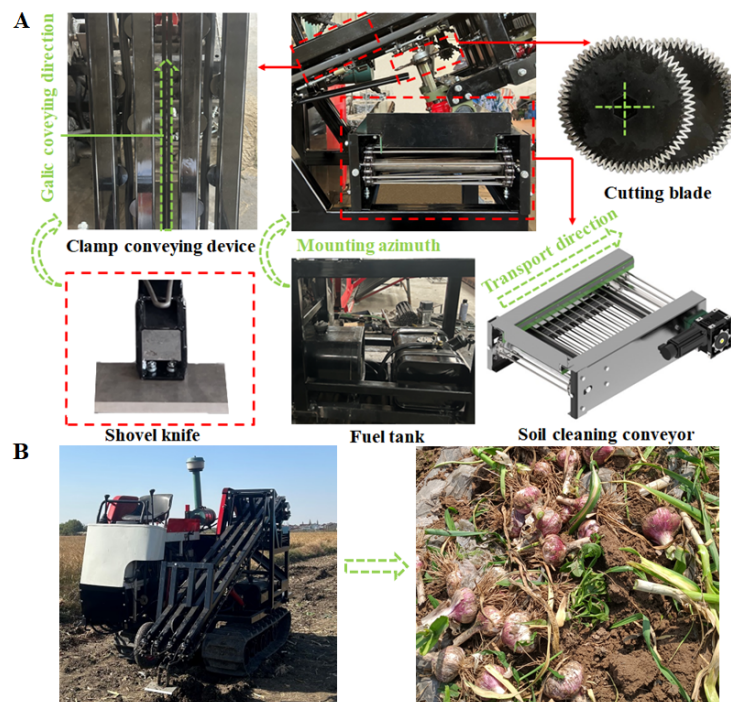 A
Galic coveying direction
Clamp conveying device
Mounting azimuth
Cutting blade
Transport direction
Shovel knife
Fuel tank
Soil cleaning conveyor
B